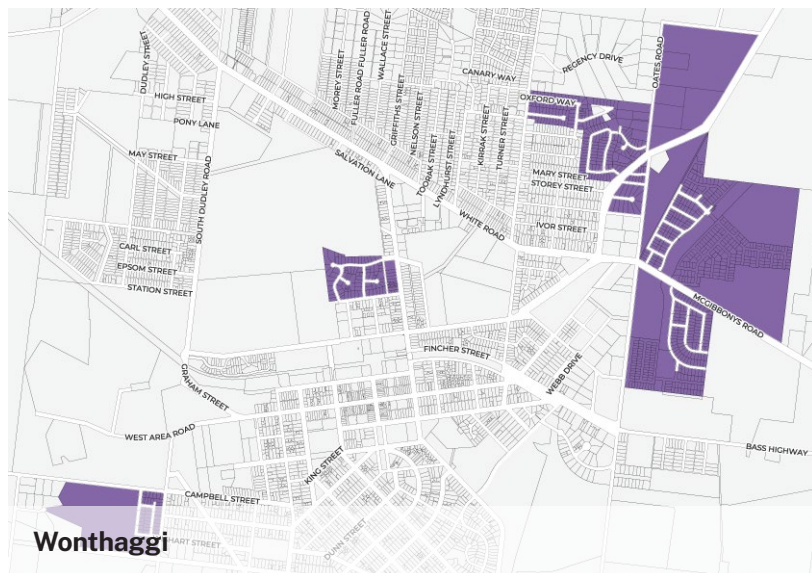 DUDLEY STREET
HIGH STREET
PONY LANE
MAY STREET
SOUTH DUDLEY ROAD
CARL STREET
EPSOM STREET
STATION STREET
MOREY STREET
FULLER ROAD FULLER ROAD
WALLACE STREET
GRIFFITHS STREET
NELSON STREET
TOORAK STREET
LYNDHURST STREET
KIRRAK STREET
TURNER STREET
CANARY WAY
REGENCY DRIVE
OATES ROAD
OXFORD WAY
SALVATION LANE
MARY STREET
STOREY STREET
IVOR STREET
WHITE ROAD
MCGIBBONYS ROAD
FINCHER STREET
WEBB DRIVE
GRAHAM STREET
WEST AREA ROAD
KING STREET
BASS HIGHWAY
CAMPBELL STREET
HART STREET
DUNN STREET
Wonthaggi